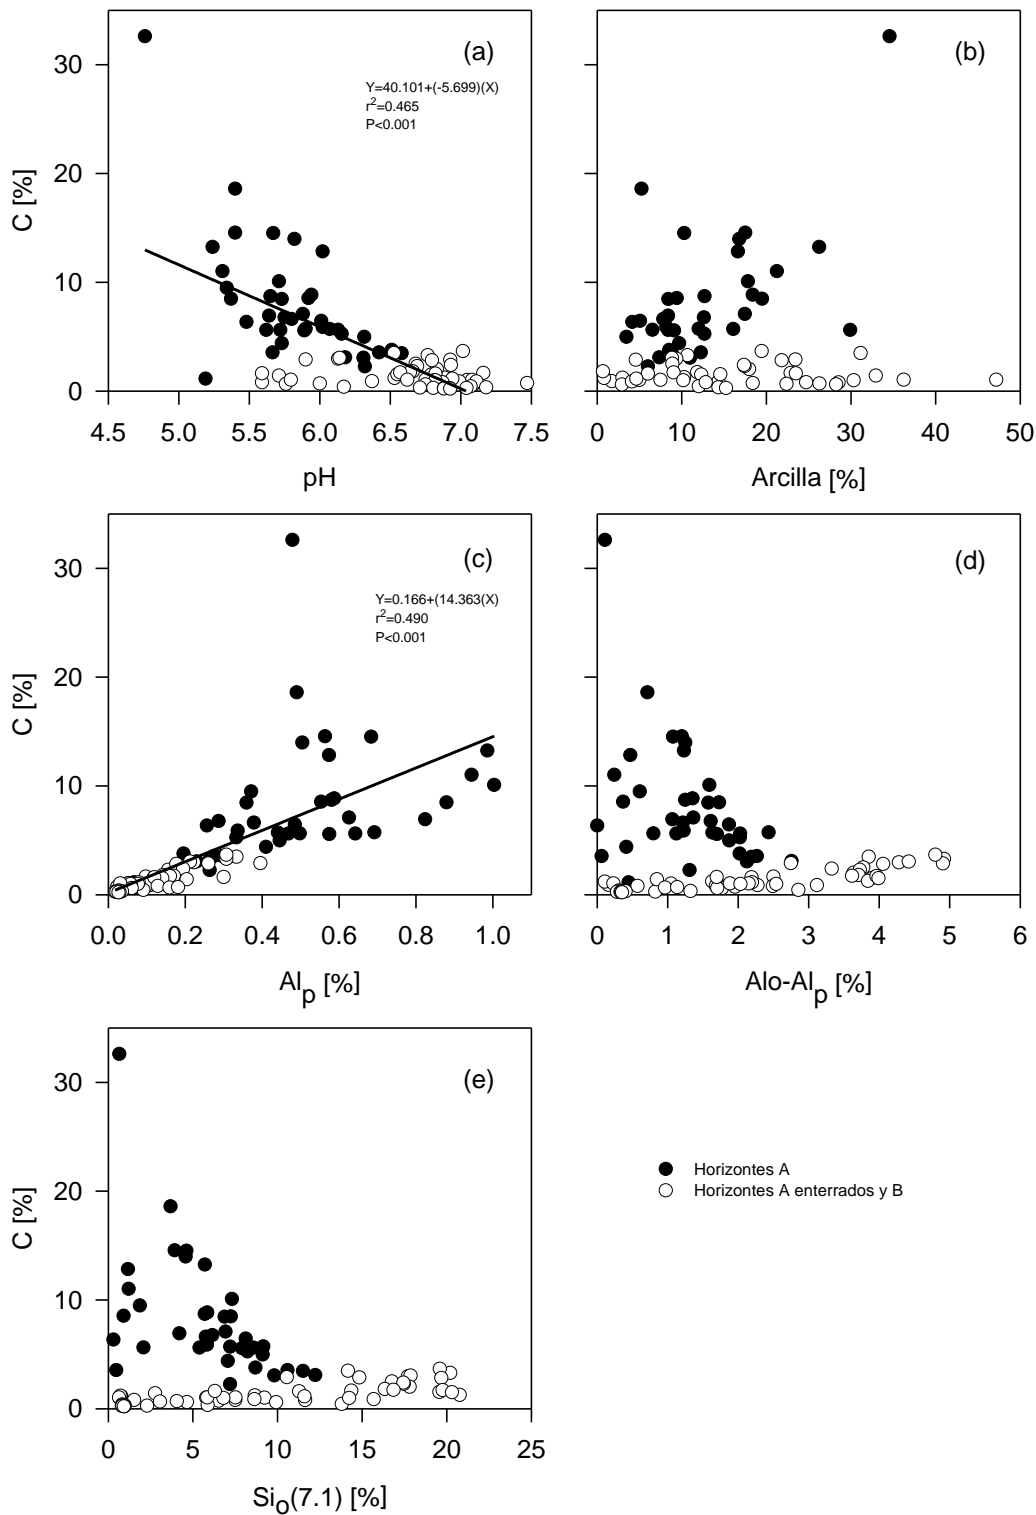 (a)
Y=40.101+(-5.699)(X)
r2=0.465
P<0.001
C [%]
30
20
10
0
4.5 5.0 5.5 6.0 6.5 7.0 7.5
pH
(b)
0 10 20 30 40 50
Arcilla [%]
(c)
Y=0.166+(14.363(X)
r2=0.490
P<0.001
C [%]
30
20
10
0
0.0 0.2 0.4 0.6 0.8 1.0
Alp [%]
(d)
0 1 2 3 4 5 6
Alo-Alp [%]
(e)
C [%]
30
20
10
0
0 5 10 15 20 25
Sio(7.1) [%]
Horizontes A
Horizontes A enterrados y B